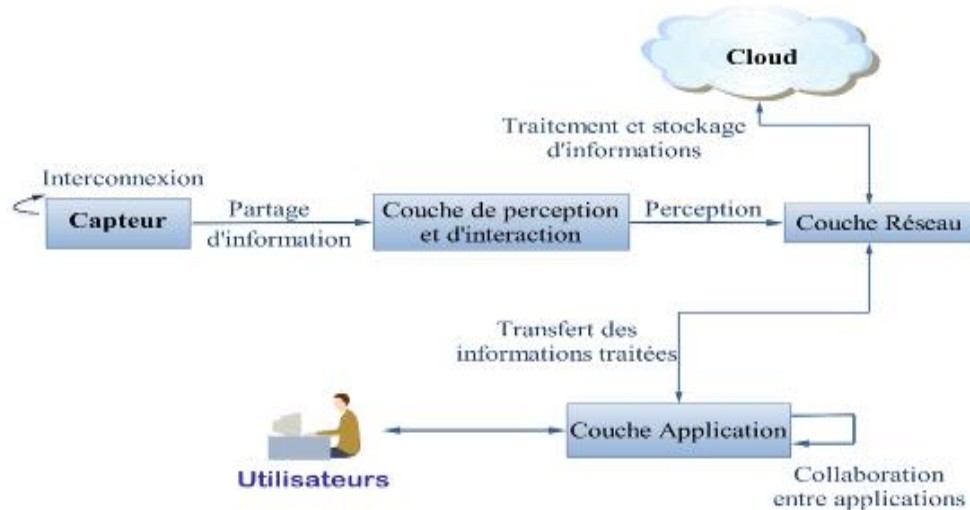 Cloud
Traitement et stockage
d'informations
Interconnexion
Capteur
Partage
d'information
Couche de perception
et d'interaction
Perception
Couche Réseau
Transfert des
informations traitées
Couche Application
Utilisateurs
Collaboration
entre applications